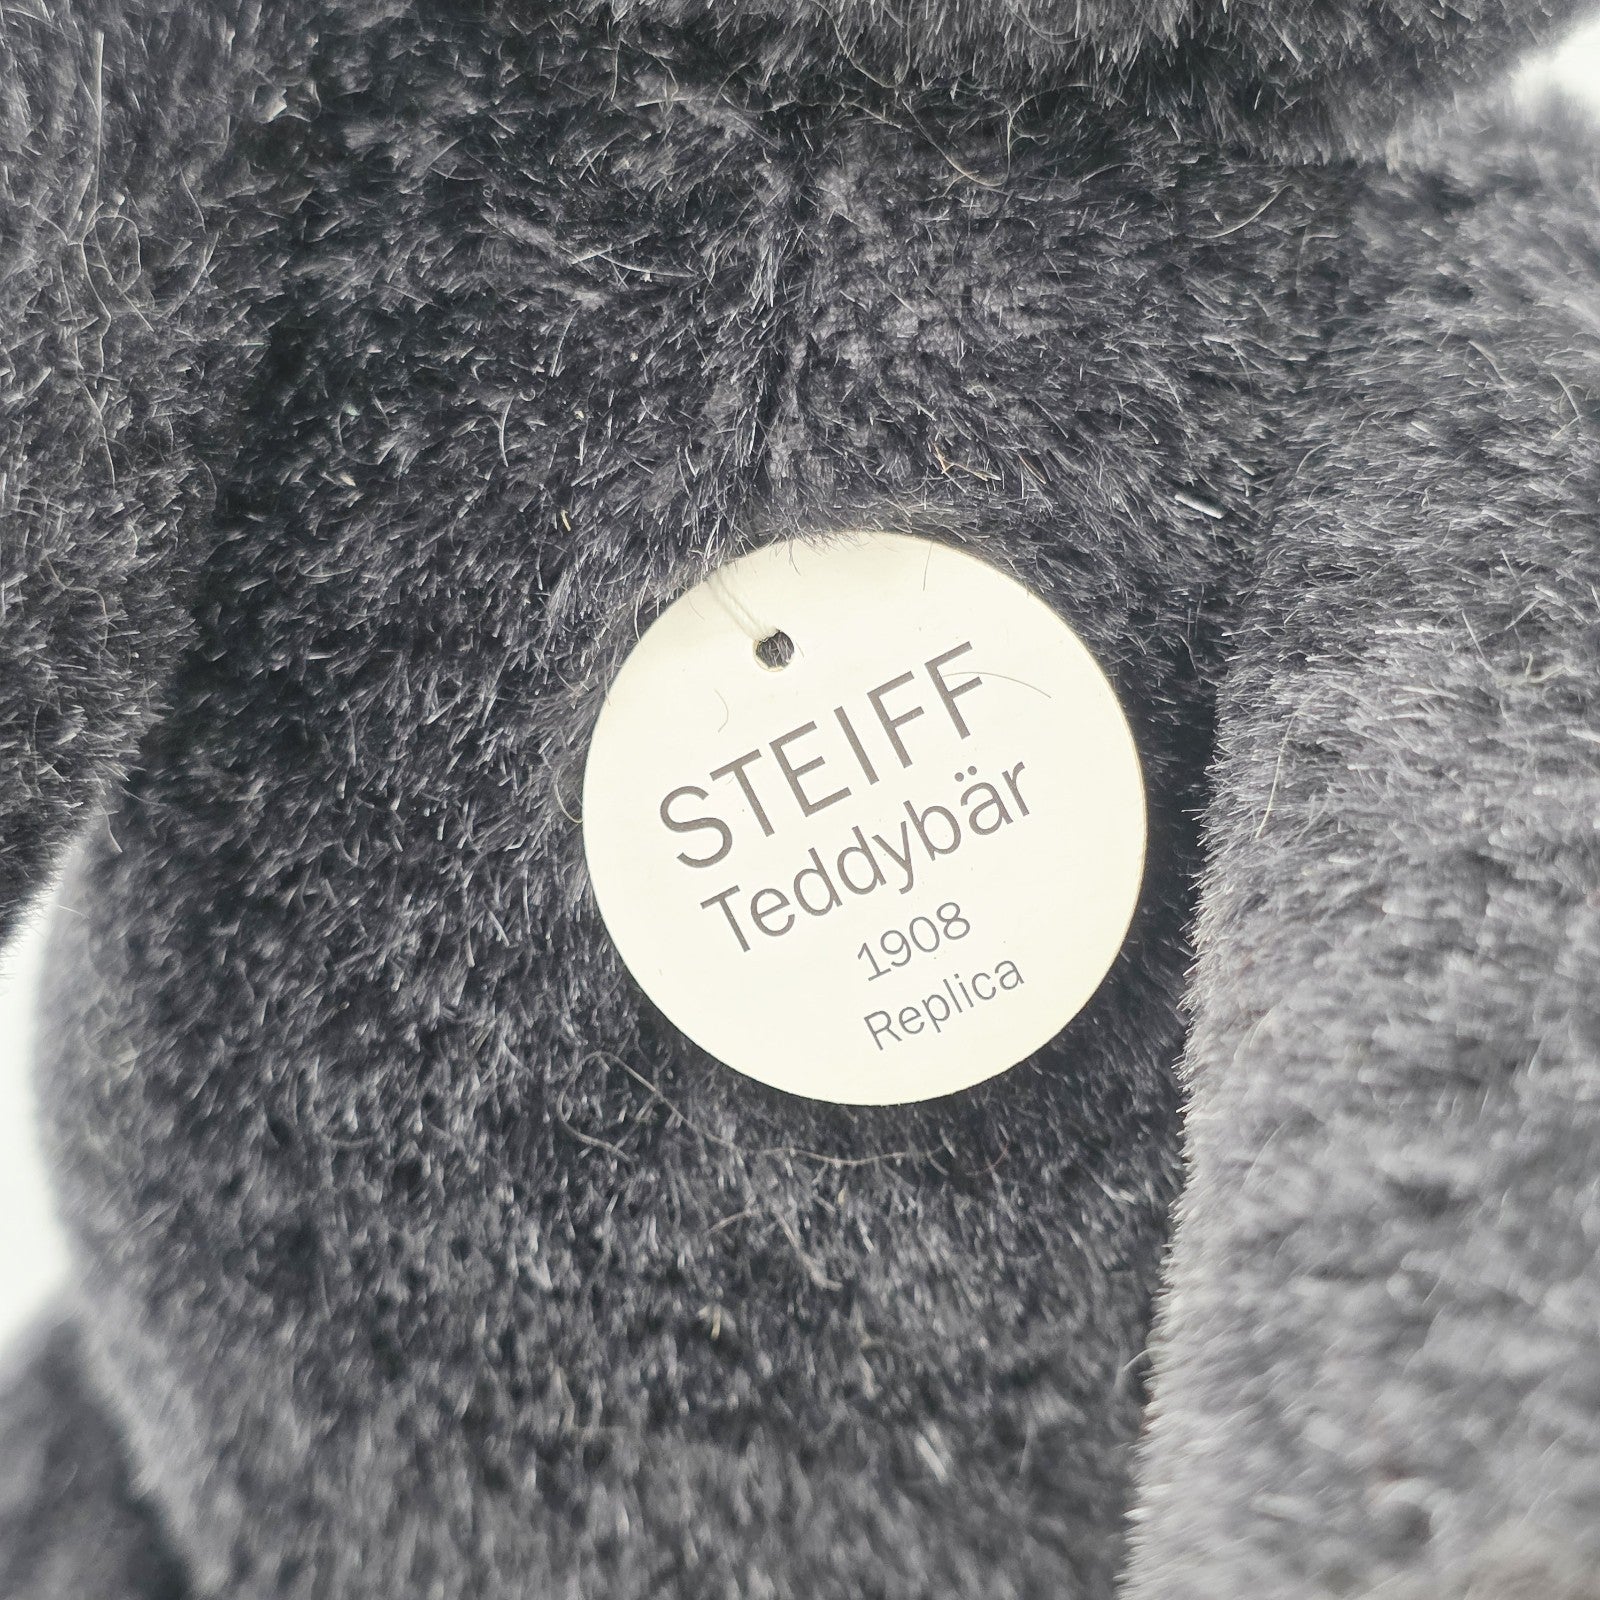 STEIFF
Teddybär
1908
Replica